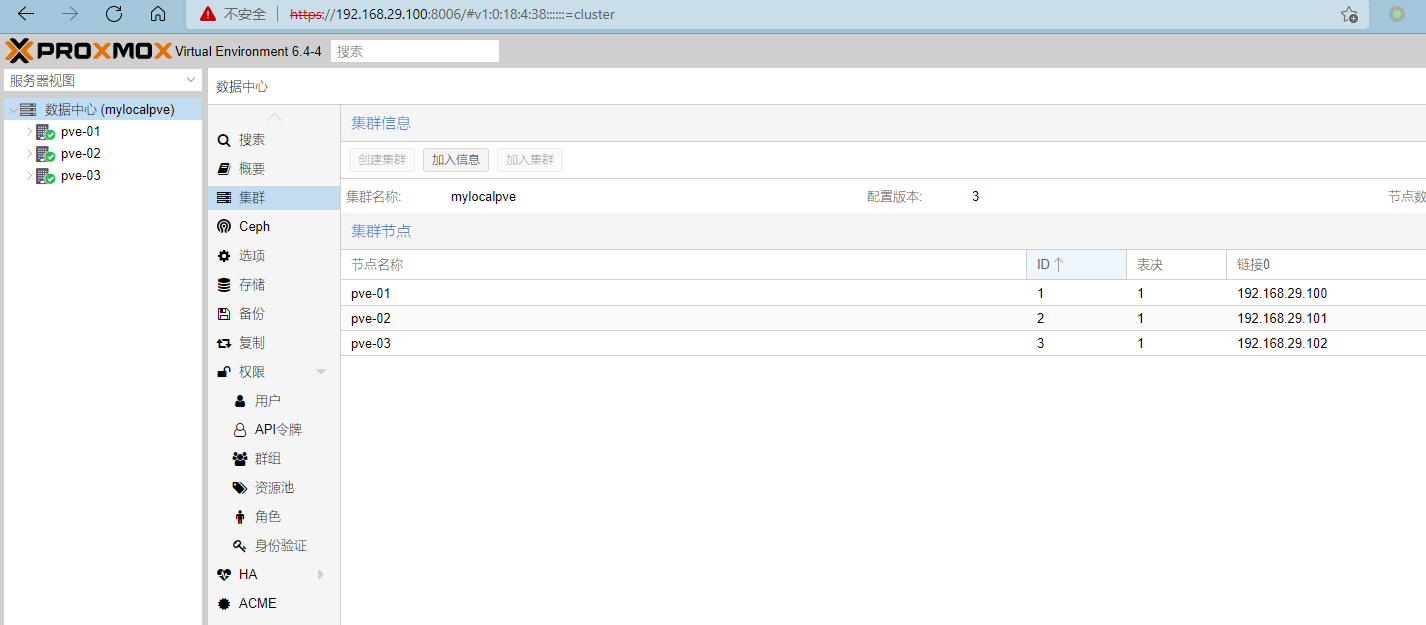 不安全 https://192.168.29.100:8006/#v1:0:18:4:38::::::=cluster
PROXMOX Virtual Environment 6.4-4 搜索
服务器视图
数据中心 (mylocalpve)
pve-01
pve-02
pve-03
数据中心
搜索
概要
集群
Ceph
选项
存储
备份
复制
权限
用户
API令牌
群组
资源池
角色
身份验证
HA
ACME
集群信息
创建集群 加入信息 加入集群
集群名称: mylocalpve 配置版本: 3 节点数
集群节点
节点名称 ID 表决 链接0
pve-01 1 1 192.168.29.100
pve-02 2 1 192.168.29.101
pve-03 3 1 192.168.29.102